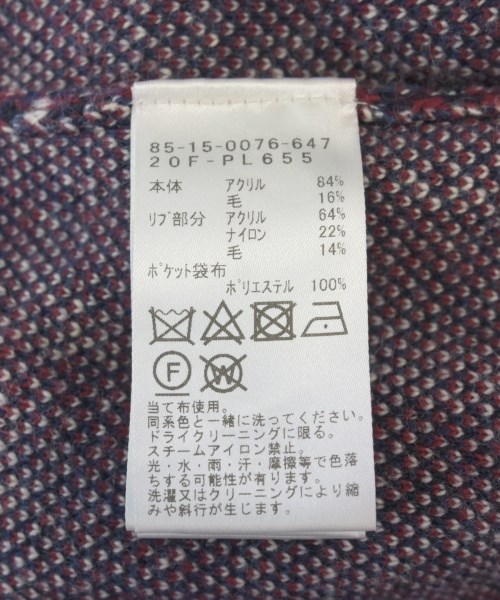 85-15-0076-647
20F-PL655
本体 アクリル 84%
毛 16%
リブ部分 アクリル 64%
ナイロン 22%
毛 14%
ポケット袋布
ポリエステル 100%
F W
当て布使用。
同系色と一緒に洗ってください。
ドライクリーニングに限る。
スチームアイロン禁止。
光・水・雨・汗・摩擦等で色落
ちする可能性が有ります。
洗濯又はクリーニングにより縮
みや斜行が生じます。